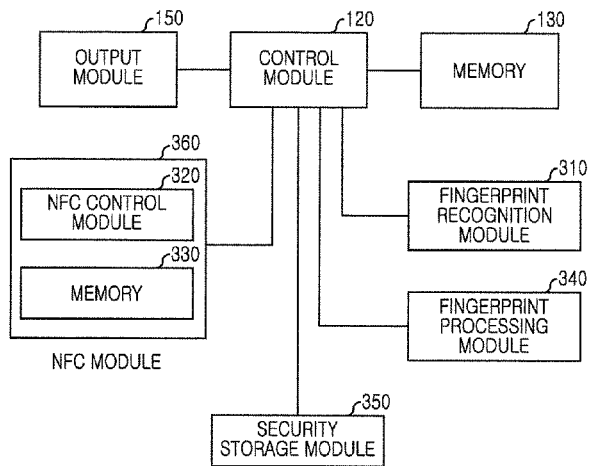 150
OUTPUT
MODULE
120
CONTROL
MODULE
130
MEMORY
360
320
NFC CONTROL
MODULE
330
MEMORY
NFC MODULE
310
FINGERPRINT
RECOGNITION
MODULE
340
FINGERPRINT
PROCESSING
MODULE
350
SECURITY
STORAGE MODULE